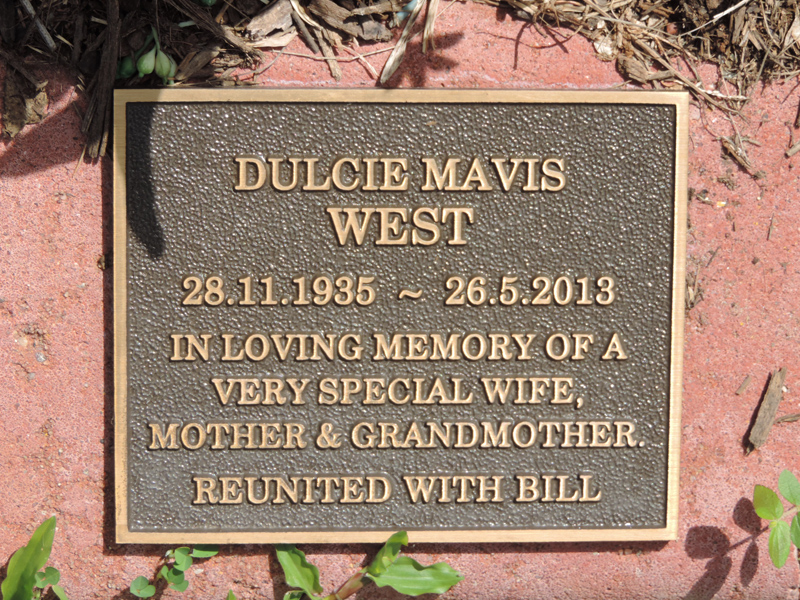 DULCIE MAVIS
WEST
28.11.1935 ~ 26.5.2013
IN LOVING MEMORY OF A
VERY SPECIAL WIFE,
MOTHER & GRANDMOTHER.
REUNITED WITH BILL